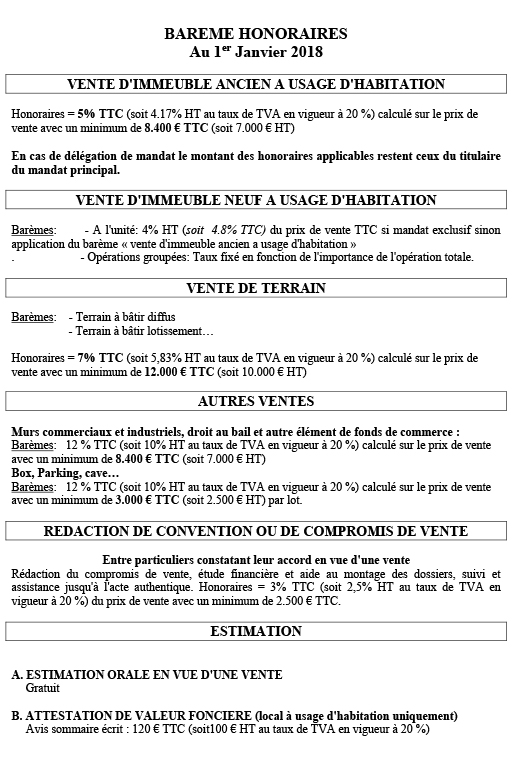 BAREME HONORAIRES
Au 1er Janvier 2018
VENTE D'IMMEUBLE ANCIEN A USAGE D'HABITATION
Honoraires = 5% TTC (soit 4.17% HT au taux de TVA en vigueur à 20 %) calculé sur le prix de
vente avec un minimum de 8.400 € TTC (soit 7.000 € HT)
En cas de délégation de mandat le montant des honoraires applicables restent ceux du titulaire
du mandat principal.
VENTE D'IMMEUBLE NEUF A USAGE D'HABITATION
Barèmes: - A l'unité: 4% HT (soit 4.8% TTC) du prix de vente TTC si mandat exclusif sinon
application du barème « vente d'immeuble ancien a usage d'habitation »
. - Opérations groupées: Taux fixé en fonction de l'importance de l'opération totale.
VENTE DE TERRAIN
Barèmes: - Terrain à bâtir diffus
- Terrain à bâtir lotissement…
Honoraires = 7% TTC (soit 5,83% HT au taux de TVA en vigueur à 20 %) calculé sur le prix de
vente avec un minimum de 12.000 € TTC (soit 10.000 € HT)
AUTRES VENTES
Murs commerciaux et industriels, droit au bail et autre élément de fonds de commerce :
Barèmes: 12 % TTC (soit 10% HT au taux de TVA en vigueur à 20 %) calculé sur le prix de vente
avec un minimum de 8.400 € TTC (soit 7.000 € HT)
Box, Parking, cave…
Barèmes: 12 % TTC (soit 10% HT au taux de TVA en vigueur à 20 %) calculé sur le prix de vente
avec un minimum de 3.000 € TTC (soit 2.500 € HT) par lot.
REDACTION DE CONVENTION OU DE COMPROMIS DE VENTE
Entre particuliers constatant leur accord en vue d'une vente
Rédaction du compromis de vente, étude financière et aide au montage des dossiers, suivi et
assistance jusqu'à l'acte authentique. Honoraires = 3% TTC (soit 2,5% HT au taux de TVA en
vigueur à 20 %) du prix de vente avec un minimum de 2.500 € TTC.
ESTIMATION
A. ESTIMATION ORALE EN VUE D'UNE VENTE
Gratuit
B. ATTESTATION DE VALEUR FONCIERE (local à usage d'habitation uniquement)
Avis sommaire écrit : 120 € TTC (soit100 € HT au taux de TVA en vigueur à 20 %)